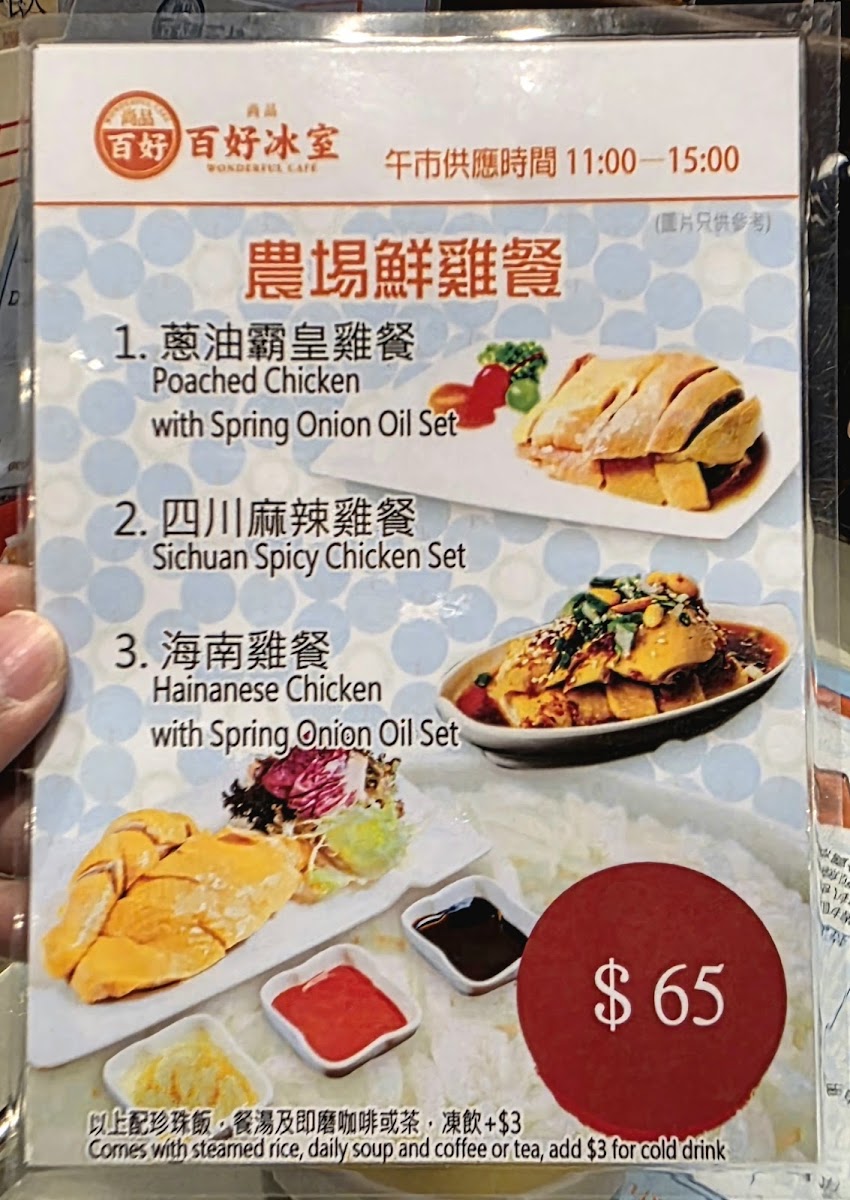 尚品
百好
尚品
百好冰室
WONDERFUL CAFE
午市供應時間 11:00—15:00
(圖片只供參考)
農場鮮雞餐
1. 蔥油霸皇雞餐
Poached Chicken
with Spring Onion Oil Set
2. 四川麻辣雞餐
Sichuan Spicy Chicken Set
3. 海南雞餐
Hainanese Chicken
with Spring Onion Oil Set
$ 65
以上配珍珠飯，餐湯及即磨咖啡或茶，凍飲+$3
Comes with steamed rice, daily soup and coffee or tea, add $3 for cold drink